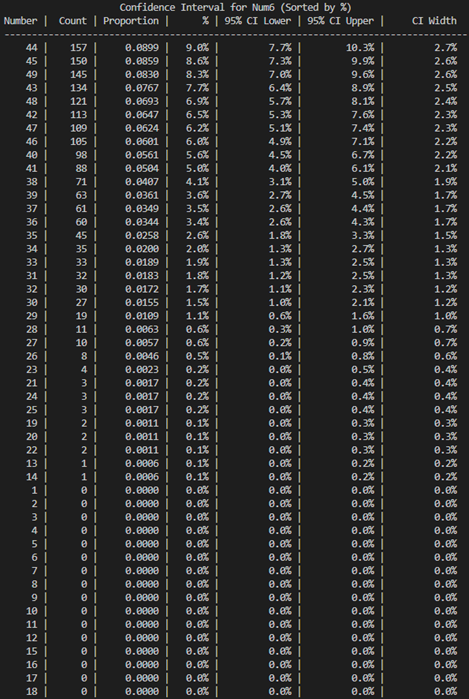 Confidence Interval for Num6 (Sorted by %)
Number | Count | Proportion | % | 95% CI Lower | 95% CI Upper | CI Width
--------------------------------------------------------------------------------
44 | 157 | 0.0899 | 9.0% | 7.7% | 10.3% | 2.7%
45 | 150 | 0.0859 | 8.6% | 7.3% | 9.9% | 2.6%
49 | 145 | 0.0830 | 8.3% | 7.0% | 9.6% | 2.6%
43 | 134 | 0.0767 | 7.7% | 6.4% | 8.9% | 2.5%
48 | 121 | 0.0693 | 6.9% | 5.7% | 8.1% | 2.4%
42 | 113 | 0.0647 | 6.5% | 5.3% | 7.6% | 2.3%
47 | 109 | 0.0624 | 6.2% | 5.1% | 7.4% | 2.3%
46 | 105 | 0.0601 | 6.0% | 4.9% | 7.1% | 2.2%
40 | 98 | 0.0561 | 5.6% | 4.5% | 6.7% | 2.2%
41 | 88 | 0.0504 | 5.0% | 4.0% | 6.1% | 2.1%
38 | 71 | 0.0407 | 4.1% | 3.1% | 5.0% | 1.9%
39 | 63 | 0.0361 | 3.6% | 2.7% | 4.5% | 1.7%
37 | 61 | 0.0349 | 3.5% | 2.6% | 4.4% | 1.7%
36 | 60 | 0.0344 | 3.4% | 2.6% | 4.3% | 1.7%
35 | 45 | 0.0258 | 2.6% | 1.8% | 3.3% | 1.5%
34 | 35 | 0.0200 | 2.0% | 1.3% | 2.7% | 1.3%
33 | 33 | 0.0189 | 1.9% | 1.3% | 2.5% | 1.3%
31 | 32 | 0.0183 | 1.8% | 1.2% | 2.5% | 1.3%
32 | 30 | 0.0172 | 1.7% | 1.1% | 2.3% | 1.2%
30 | 27 | 0.0155 | 1.5% | 1.0% | 2.1% | 1.2%
29 | 19 | 0.0109 | 1.1% | 0.6% | 1.6% | 1.0%
28 | 11 | 0.0063 | 0.6% | 0.3% | 1.0% | 0.7%
27 | 10 | 0.0057 | 0.6% | 0.2% | 0.9% | 0.7%
26 | 8 | 0.0046 | 0.5% | 0.1% | 0.8% | 0.6%
23 | 4 | 0.0023 | 0.2% | 0.0% | 0.5% | 0.4%
21 | 3 | 0.0017 | 0.2% | 0.0% | 0.4% | 0.4%
24 | 3 | 0.0017 | 0.2% | 0.0% | 0.4% | 0.4%
25 | 3 | 0.0017 | 0.2% | 0.0% | 0.4% | 0.4%
19 | 2 | 0.0011 | 0.1% | 0.0% | 0.3% | 0.3%
20 | 2 | 0.0011 | 0.1% | 0.0% | 0.3% | 0.3%
22 | 2 | 0.0011 | 0.1% | 0.0% | 0.3% | 0.3%
13 | 1 | 0.0006 | 0.1% | 0.0% | 0.2% | 0.2%
14 | 1 | 0.0006 | 0.1% | 0.0% | 0.2% | 0.2%
1 | 0 | 0.0000 | 0.0% | 0.0% | 0.0% | 0.0%
2 | 0 | 0.0000 | 0.0% | 0.0% | 0.0% | 0.0%
3 | 0 | 0.0000 | 0.0% | 0.0% | 0.0% | 0.0%
4 | 0 | 0.0000 | 0.0% | 0.0% | 0.0% | 0.0%
5 | 0 | 0.0000 | 0.0% | 0.0% | 0.0% | 0.0%
6 | 0 | 0.0000 | 0.0% | 0.0% | 0.0% | 0.0%
7 | 0 | 0.0000 | 0.0% | 0.0% | 0.0% | 0.0%
8 | 0 | 0.0000 | 0.0% | 0.0% | 0.0% | 0.0%
9 | 0 | 0.0000 | 0.0% | 0.0% | 0.0% | 0.0%
10 | 0 | 0.0000 | 0.0% | 0.0% | 0.0% | 0.0%
11 | 0 | 0.0000 | 0.0% | 0.0% | 0.0% | 0.0%
12 | 0 | 0.0000 | 0.0% | 0.0% | 0.0% | 0.0%
15 | 0 | 0.0000 | 0.0% | 0.0% | 0.0% | 0.0%
16 | 0 | 0.0000 | 0.0% | 0.0% | 0.0% | 0.0%
17 | 0 | 0.0000 | 0.0% | 0.0% | 0.0% | 0.0%
18 | 0 | 0.0000 | 0.0% | 0.0% | 0.0% | 0.0%